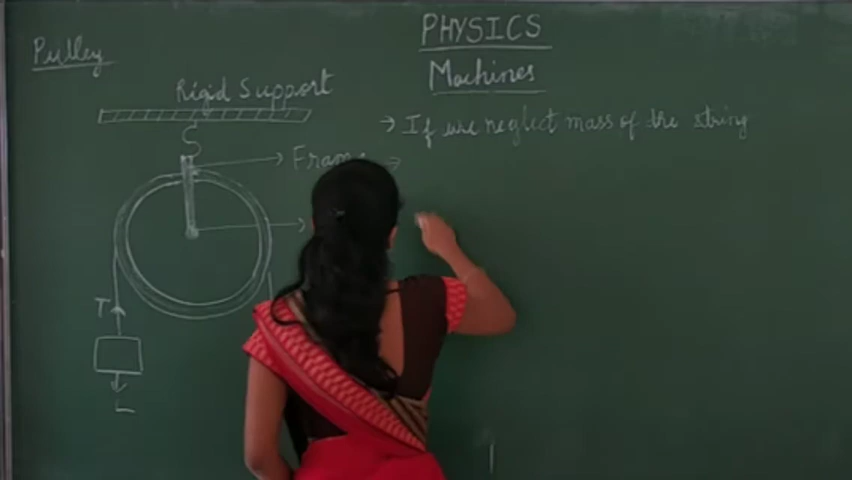 PHYSICS
Pulley
Machines
Rigid Support
→ If we neglect mass of the string
→ Frame →
T
L